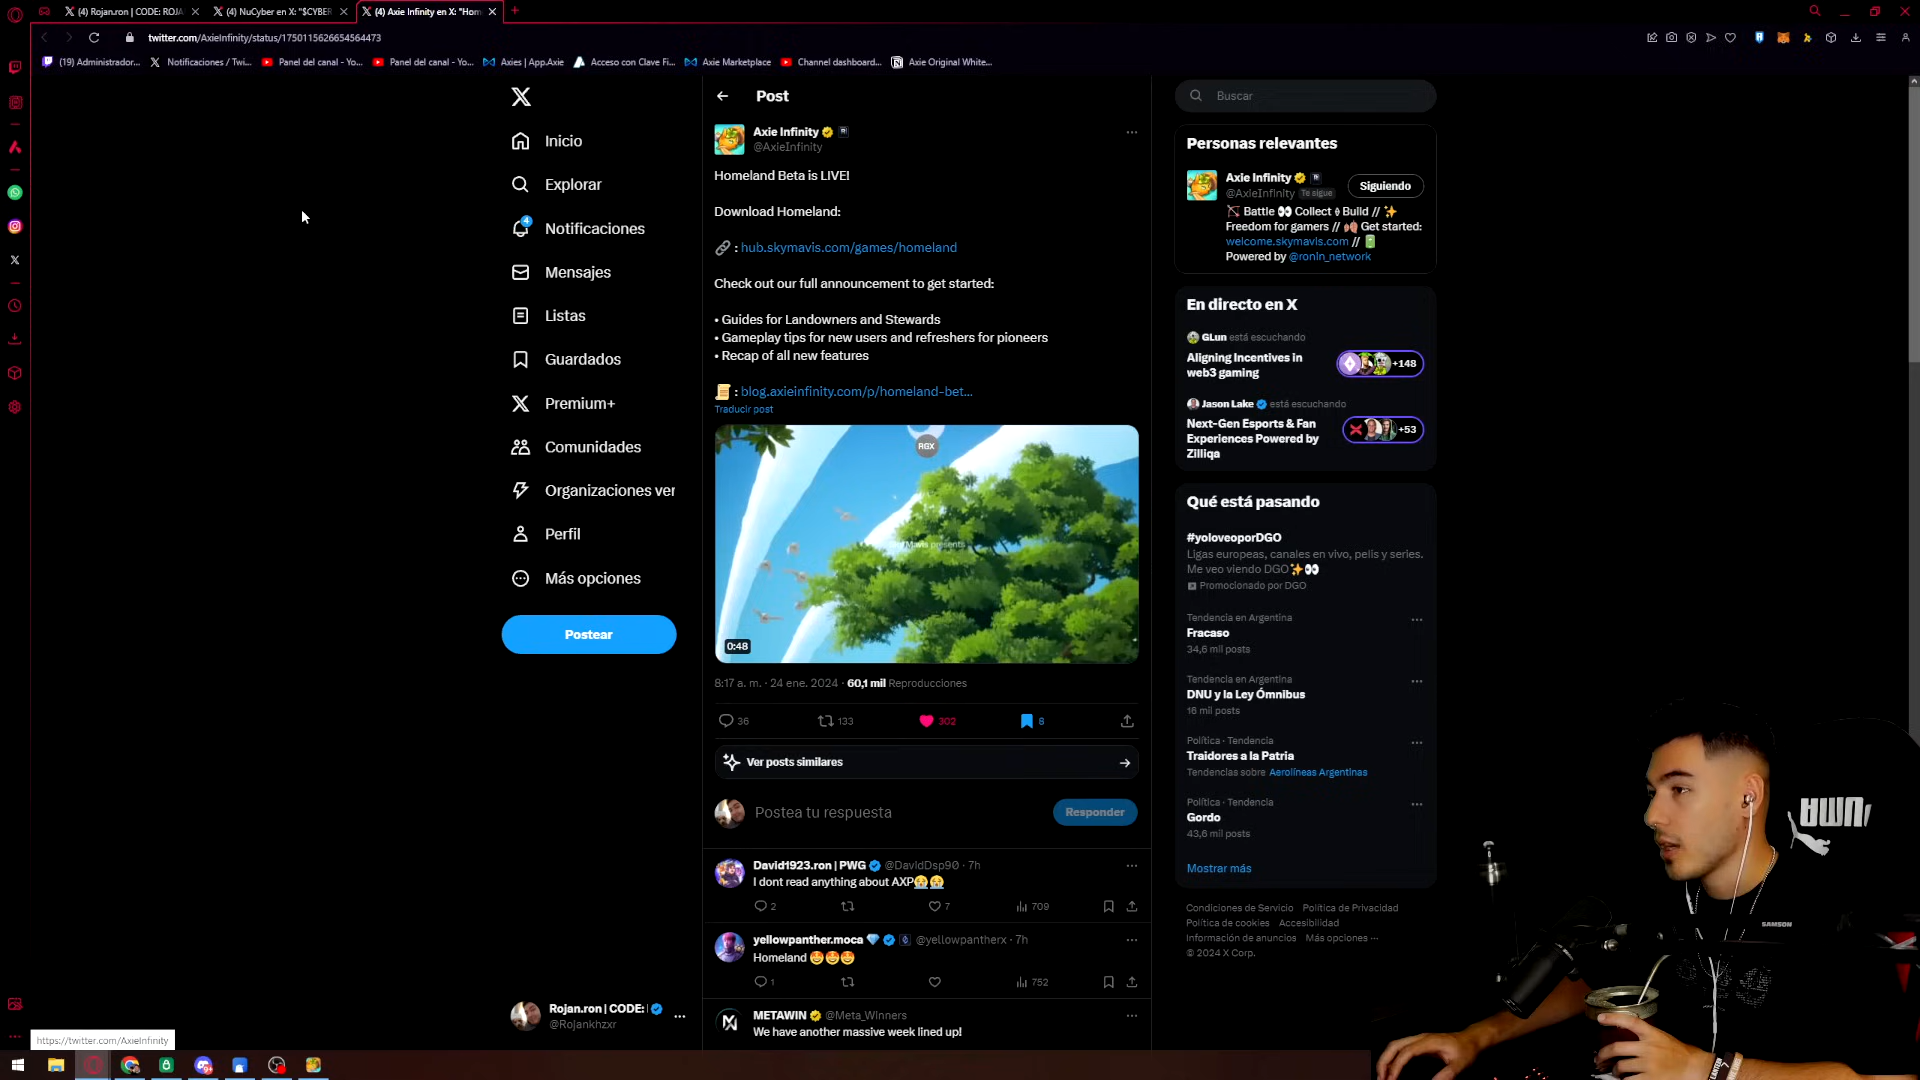 (4) Rojan.ron | CODE: ROJA
(4) NuCyber en X: "$CYBER
(4) Axie Infinity en X: "Hom
twitter.com/AxieInfinity/status/1750115626654564473
(19) Administrador...
Notificaciones / Twi...
Panel del canal - Yo...
Panel del canal - Yo...
Axies | App.Axie
Acceso con Clave Fi...
Axie Marketplace
Channel dashboard...
Axie Original White...
Inicio
Explorar
4
Notificaciones
Mensajes
Listas
Guardados
Premium+
Comunidades
Organizaciones ver
Perfil
Más opciones
Postear
Rojan.ron | CODE: |
@Rojankhzxr
https://twitter.com/AxieInfinity
Post
Axie Infinity
@AxieInfinity
Homeland Beta is LIVE!
Download Homeland:
: hub.skymavis.com/games/homeland
Check out our full announcement to get started:
• Guides for Landowners and Stewards
• Gameplay tips for new users and refreshers for pioneers
• Recap of all new features
: blog.axieinfinity.com/p/homeland-bet...
Traducir post
RGX
Mavis presents
0:48
8:17 a. m. · 24 ene. 2024 · 60,1 mil Reproducciones
36 133 302 8
Ver posts similares
Postea tu respuesta
Responder
David1923.ron | PWG @DavidDsp90 · 7h
I dont read anything about AXP
2 7 709
yellowpanther.moca @yellowpantherx · 7h
Homeland
1 752
METAWIN @Meta_Winners
We have another massive week lined up!
Buscar
Personas relevantes
Axie Infinity
@AxieInfinity Te sigue
Siguiendo
Battle Collect Build //
Freedom for gamers // Get started:
welcome.skymavis.com //
Powered by @ronin_network
En directo en X
GLun está escuchando
Aligning Incentives in
web3 gaming
+148
Jason Lake está escuchando
Next-Gen Esports & Fan
Experiences Powered by
Zilliqa
+53
Qué está pasando
#yoloveoporDGO
Ligas europeas, canales en vivo, pelis y series.
Me veo viendo DGO
Promocionado por DGO
Tendencia en Argentina
Fracaso
34,6 mil posts
Tendencia en Argentina
DNU y la Ley Ómnibus
16 mil posts
Política · Tendencia
Traidores a la Patria
Tendencias sobre Aerolíneas Argentinas
Política · Tendencia
Gordo
43,6 mil posts
Mostrar más
Condiciones de Servicio Política de Privacidad
Política de cookies Accesibilidad
Información de anuncios Más opciones ···
© 2024 X Corp.
SAMSON